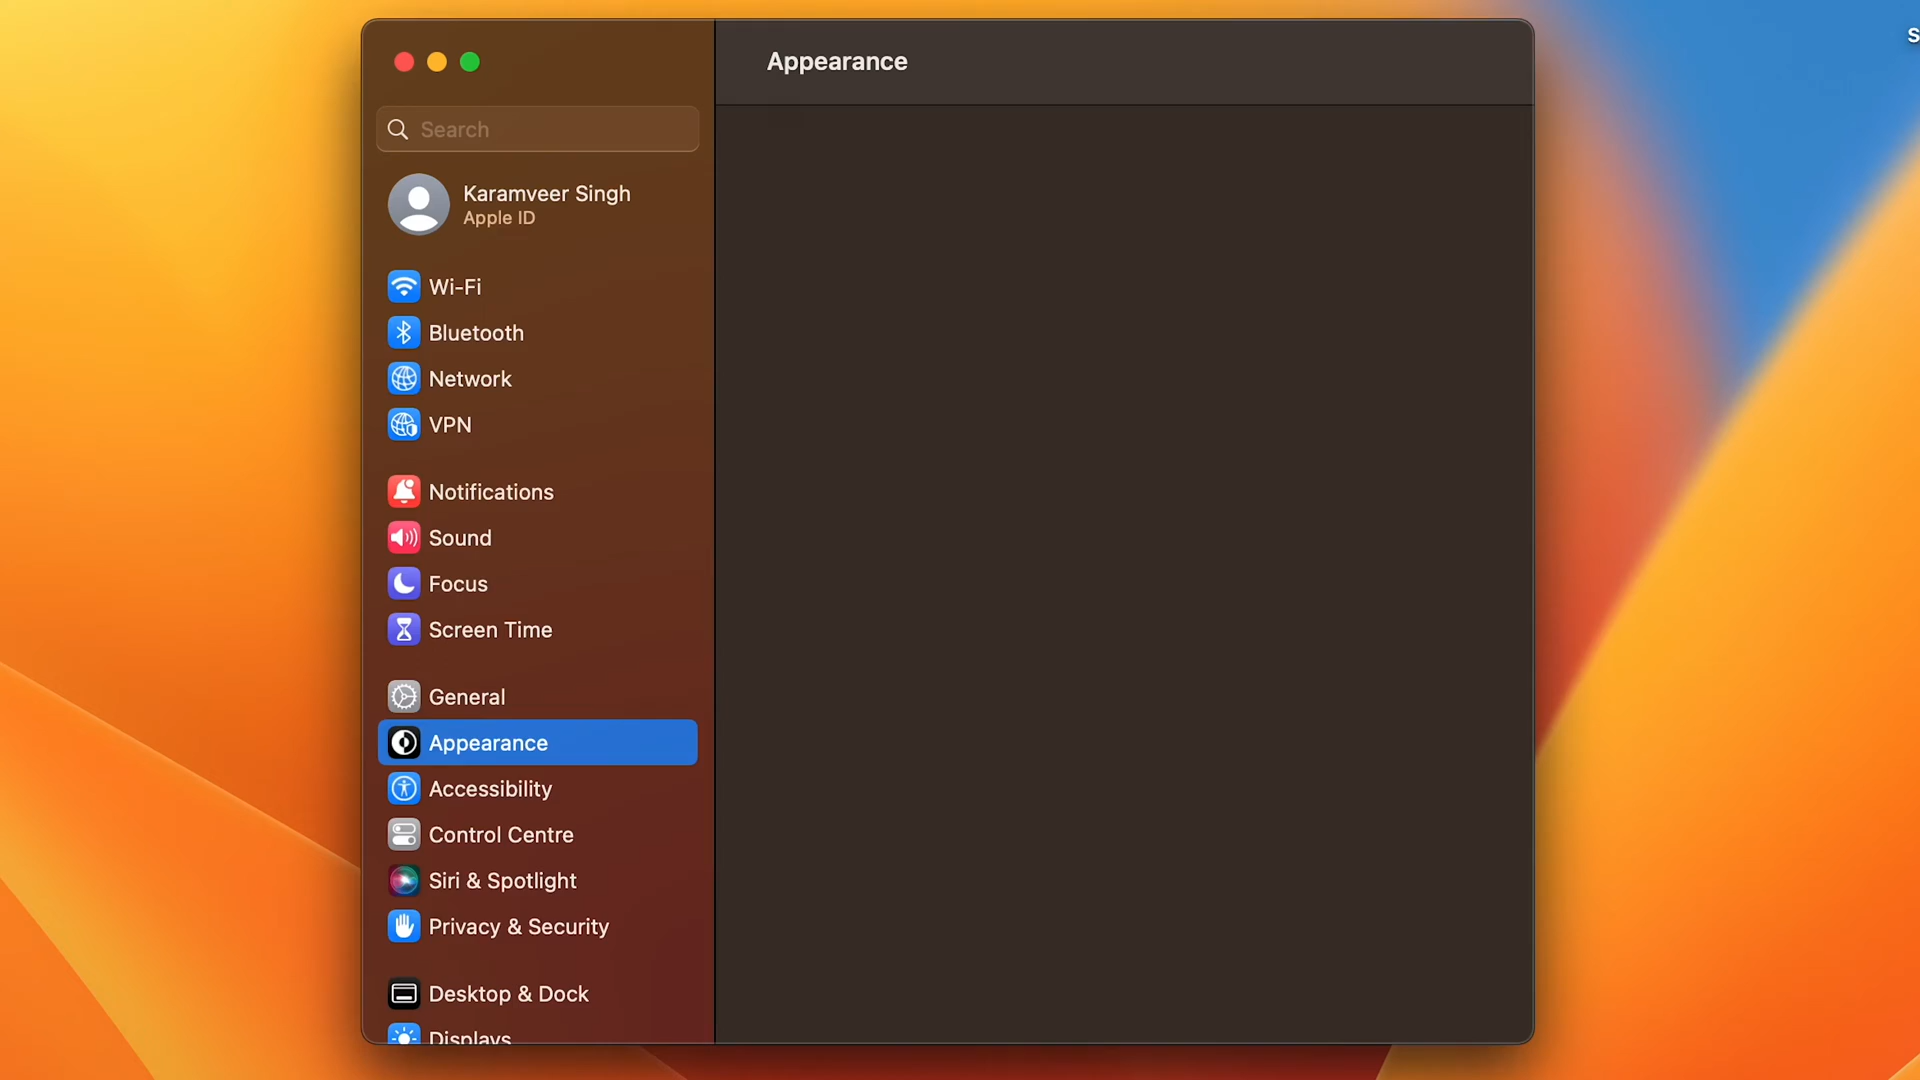 Appearance
Search
Karamveer Singh
Apple ID
Wi-Fi
Bluetooth
Network
VPN
Notifications
Sound
Focus
Screen Time
General
Appearance
Accessibility
Control Centre
Siri & Spotlight
Privacy & Security
Desktop & Dock
Displays
S